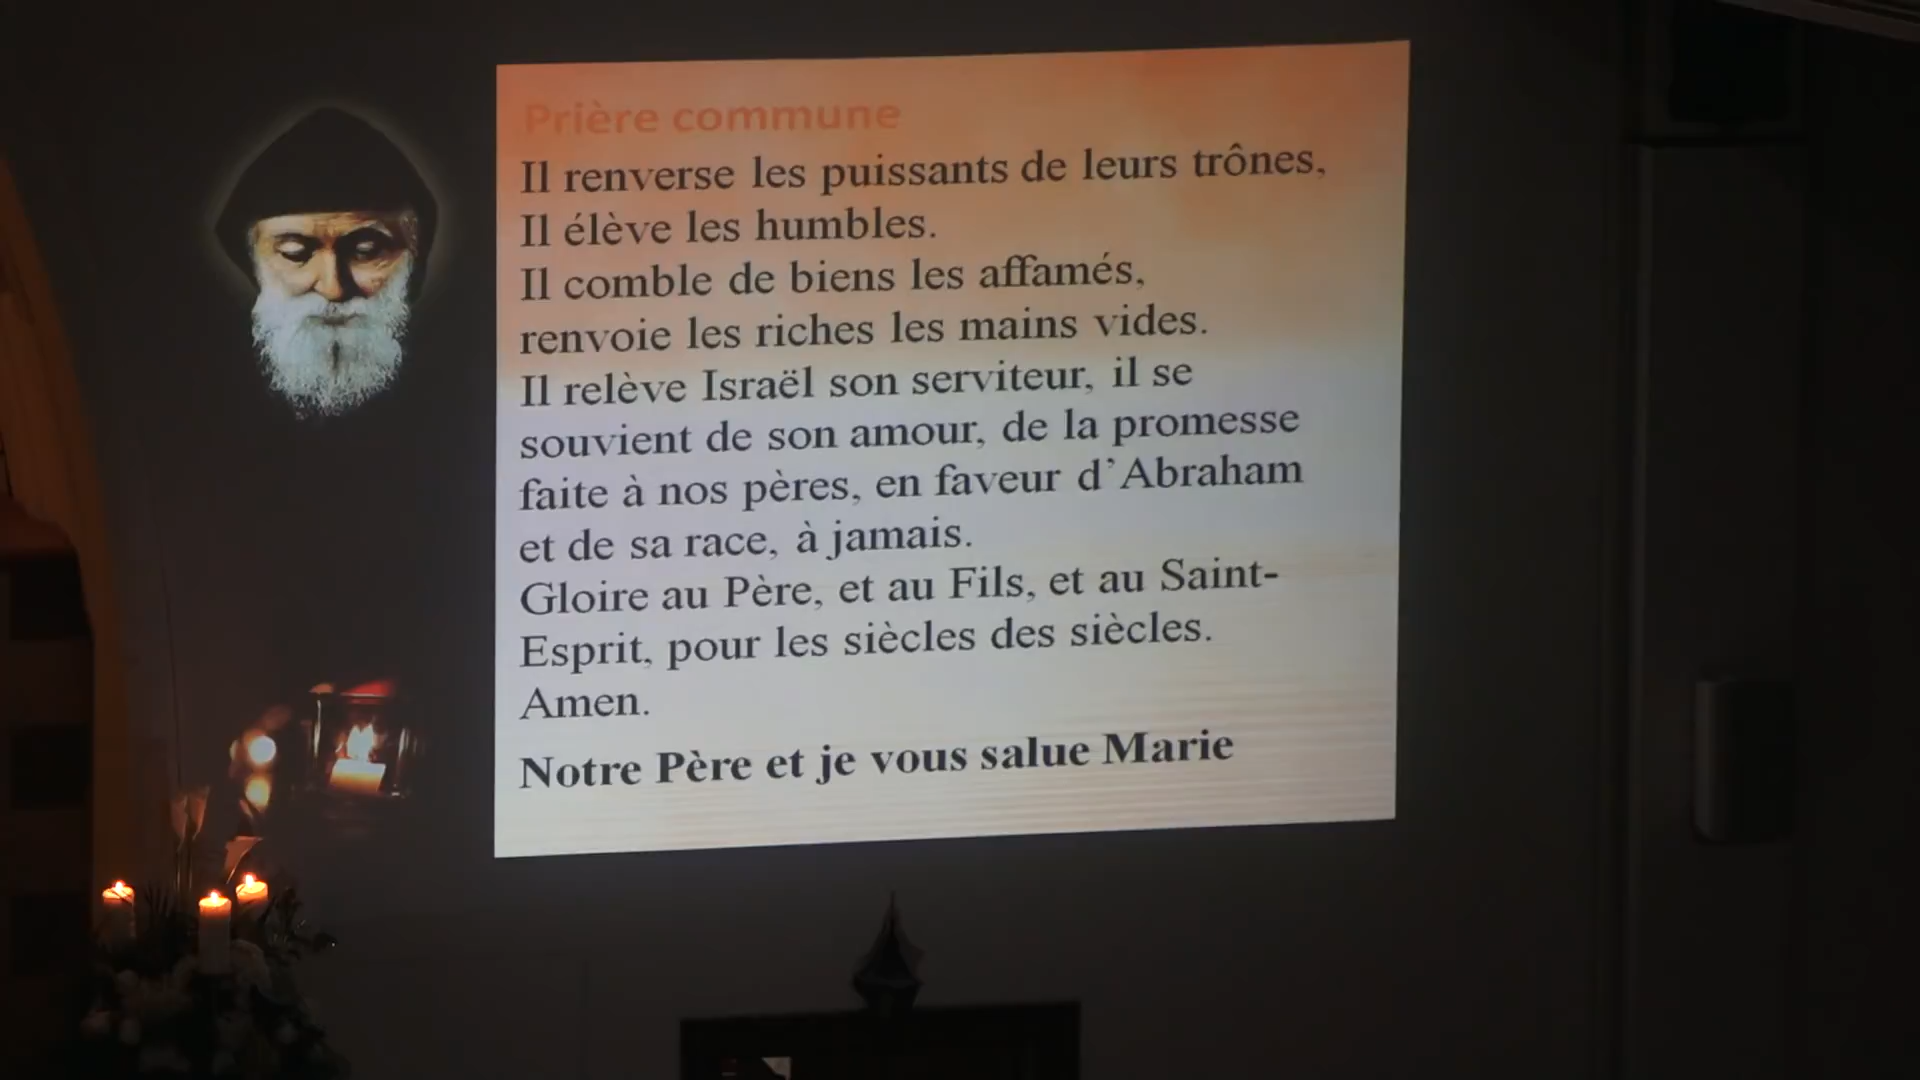 Prière commune
Il renverse les puissants de leurs trônes,
Il élève les humbles.
Il comble de biens les affamés,
renvoie les riches les mains vides.
Il relève Israël son serviteur, il se
souvient de son amour, de la promesse
faite à nos pères, en faveur d’Abraham
et de sa race, à jamais.
Gloire au Père, et au Fils, et au Saint-
Esprit, pour les siècles des siècles.
Amen.
Notre Père et je vous salue Marie